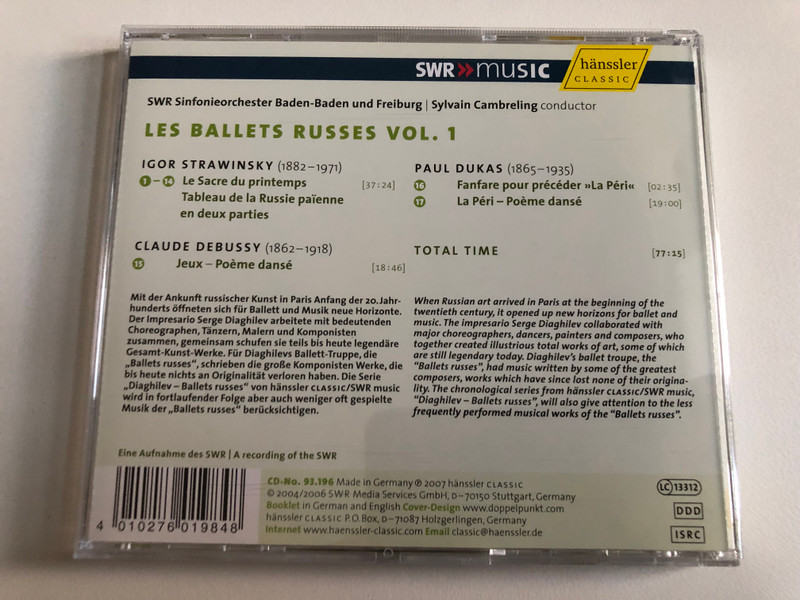 SWR»music
hänssler
CLASSIC
SWR Sinfonieorchester Baden-Baden und Freiburg | Sylvain Cambreling conductor
LES BALLETS RUSSES VOL. 1
IGOR STRAWINSKY (1882–1971)
1 – 14 Le Sacre du printemps [37:24]
Tableau de la Russie païenne
en deux parties
CLAUDE DEBUSSY (1862–1918)
15 Jeux – Poème dansé [18:46]
PAUL DUKAS (1865–1935)
16 Fanfare pour précéder »La Péri« [02:35]
17 La Péri – Poème dansé [19:00]
TOTAL TIME [77:15]
Mit der Ankunft russischer Kunst in Paris Anfang der 20. Jahr-
hunderts öffneten sich für Ballett und Musik neue Horizonte.
Der Impresario Serge Diaghilev arbeitete mit bedeutenden
Choreographen, Tänzern, Malern und Komponisten
zusammen, gemeinsam schufen sie teils bis heute legendäre
Gesamt-Kunst-Werke. Für Diaghilevs Ballett-Truppe, die
„Ballets russes“, schrieben die große Komponisten Werke, die
bis heute nichts an Originalität verloren haben. Die Serie
„Diaghilev – Ballets russes“ von hänssler CLASSIC/SWR music
wird in fortlaufender Folge aber auch weniger oft gespielte
Musik der „Ballets russes“ berücksichtigen.
When Russian art arrived in Paris at the beginning of the
twentieth century, it opened up new horizons for ballet and
music. The impresario Serge Diaghilev collaborated with
major choreographers, dancers, painters and composers, who
together created illustrious total works of art, some of which
are still legendary today. Diaghilev's ballet troupe, the
“Ballets russes”, had music written by some of the greatest
composers, works which have since lost none of their origina-
lity. The chronological series from hänssler CLASSIC/SWR music,
“Diaghilev – Ballets russes”, will also give attention to the less
frequently performed musical works of the “Ballets russes”.
Eine Aufnahme des SWR | A recording of the SWR
4 010276 019848
CD-No. 93.196 Made in Germany ℗ 2007 hänssler CLASSIC
© 2004/2006 SWR Media Services GmbH, D–70150 Stuttgart, Germany
Booklet in German and English Cover-Design www.doppelpunkt.com
hänssler CLASSIC P.O. Box, D–71087 Holzgerlingen, Germany
Internet www.haenssler-classic.com Email classic@haenssler.de
LC 13312
DDD
ISRC